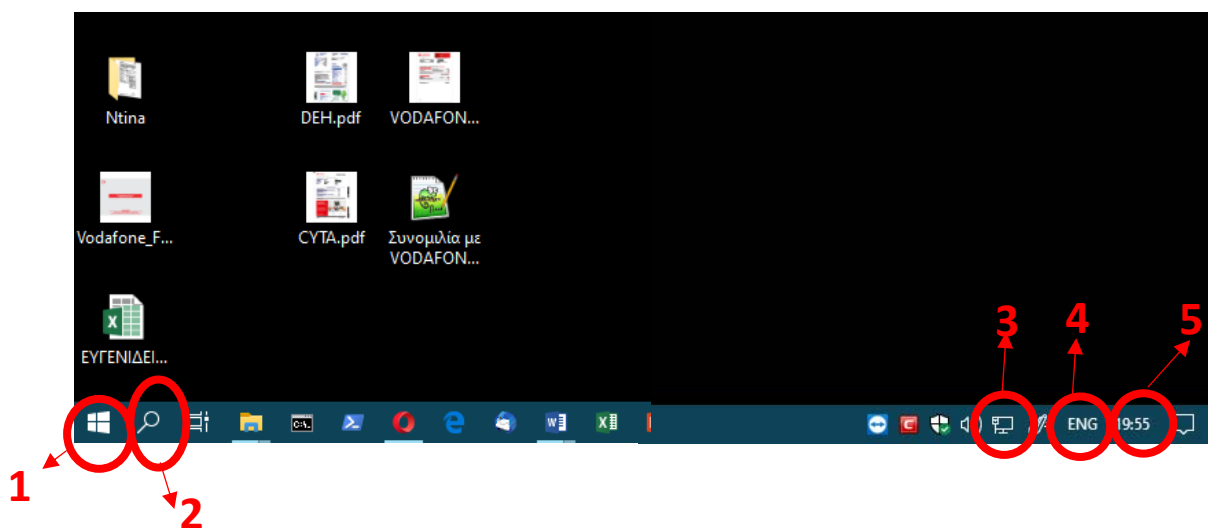 Ntina
DEH.pdf
VODAFON...
Vodafone_F...
CYTA.pdf
Συνομιλία με
VODAFON...
ΕΥΓΕΝΙΔΕΙ...
3
4
5
C:\.
ENG
19:55
1
2